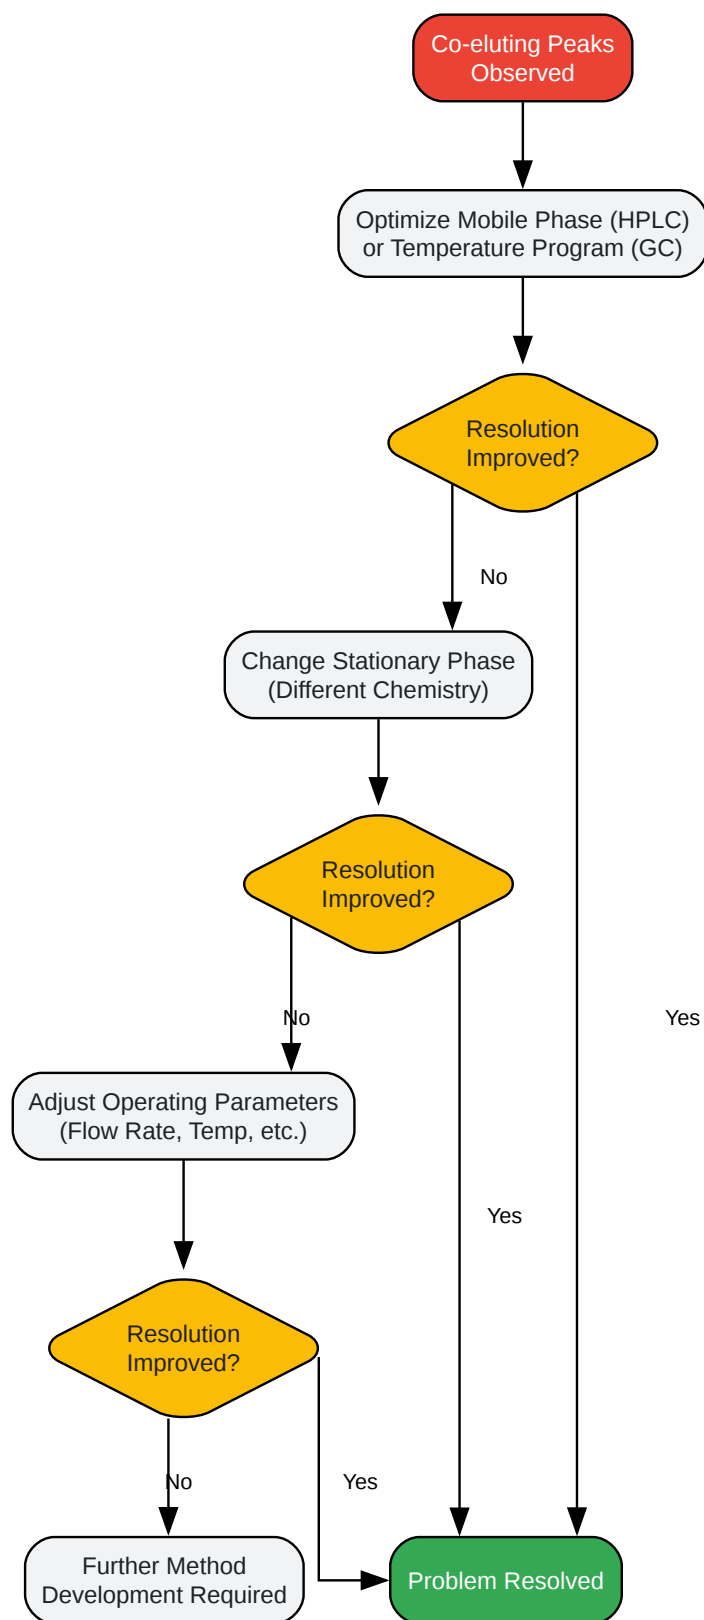 Co-eluting Peaks
Observed
Optimize Mobile Phase (HPLC)
or Temperature Program (GC)
Resolution
Improved?
No
Change Stationary Phase
(Different Chemistry)
Resolution
Improved?
No
Yes
Adjust Operating Parameters
(Flow Rate, Temp, etc.)
Yes
Resolution
Improved?
No
Yes
Further Method
Development Required
Problem Resolved